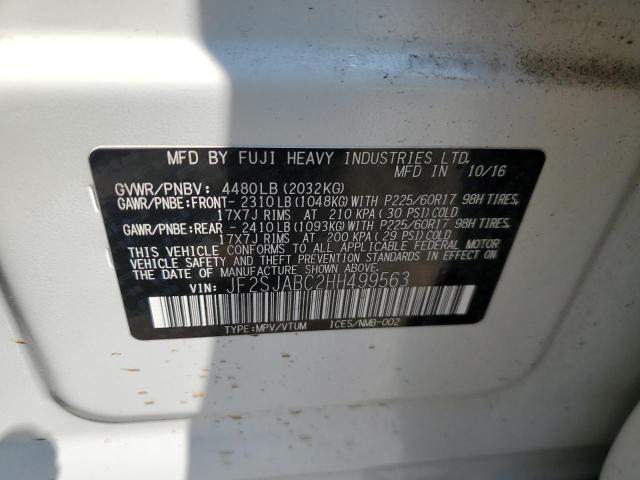 MFD BY FUJI HEAVY INDUSTRIES LTD.
MFD IN 10/16
GVWR/PNBV: 4480LB(2032KG)
GAWR/PNBE:FRONT- 2310LB(1048KG)WITH P225/60R17 98H TIRES,
17X7J RIMS AT 210 KPA(30 PSI)COLD
GAWR/PNBE:REAR - 2410LB(1093KG)WITH P225/60R17 98H TIRES,
17X7J RIMS AT 200 KPA(29 PSI)COLD
THIS VEHICLE CONFORMS TO ALL APPLICABLE FEDERAL MOTOR
VEHICLE SAFETY AND THEFT PREVENTION STANDARDS IN EFFECT ON
THE DATE OF MANUFACTURE SHOWN ABOVE.
VIN: JF2SJABC2HH499563
TYPE:MPV/VTUM ICES/NMB-002